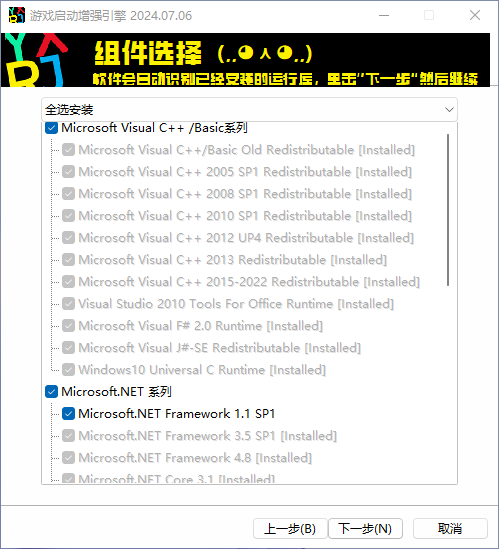 游戏启动增强引擎 2024.07.06
组件选择 (..◕人◕..)
软件会自动识别已经安装的运行库，单击"下一步"然后继续
全选安装
Microsoft Visual C++ /Basic系列
Microsoft Visual C++/Basic Old Redistributable [Installed]
Microsoft Visual C++ 2005 SP1 Redistributable [Installed]
Microsoft Visual C++ 2008 SP1 Redistributable [Installed]
Microsoft Visual C++ 2010 SP1 Redistributable [Installed]
Microsoft Visual C++ 2012 UP4 Redistributable [Installed]
Microsoft Visual C++ 2013 Redistributable [Installed]
Microsoft Visual C++ 2015-2022 Redistributable [Installed]
Visual Studio 2010 Tools For Office Runtime [Installed]
Microsoft Visual F# 2.0 Runtime [Installed]
Microsoft Visual J#-SE Redistributable [Installed]
Windows10 Universal C Runtime [Installed]
Microsoft.NET 系列
Microsoft.NET Framework 1.1 SP1
Microsoft.NET Framework 3.5 SP1 [Installed]
Microsoft.NET Framework 4.8 [Installed]
Microsoft.NET Core 3.1 [Installed]
上一步(B)
下一步(N)
取消